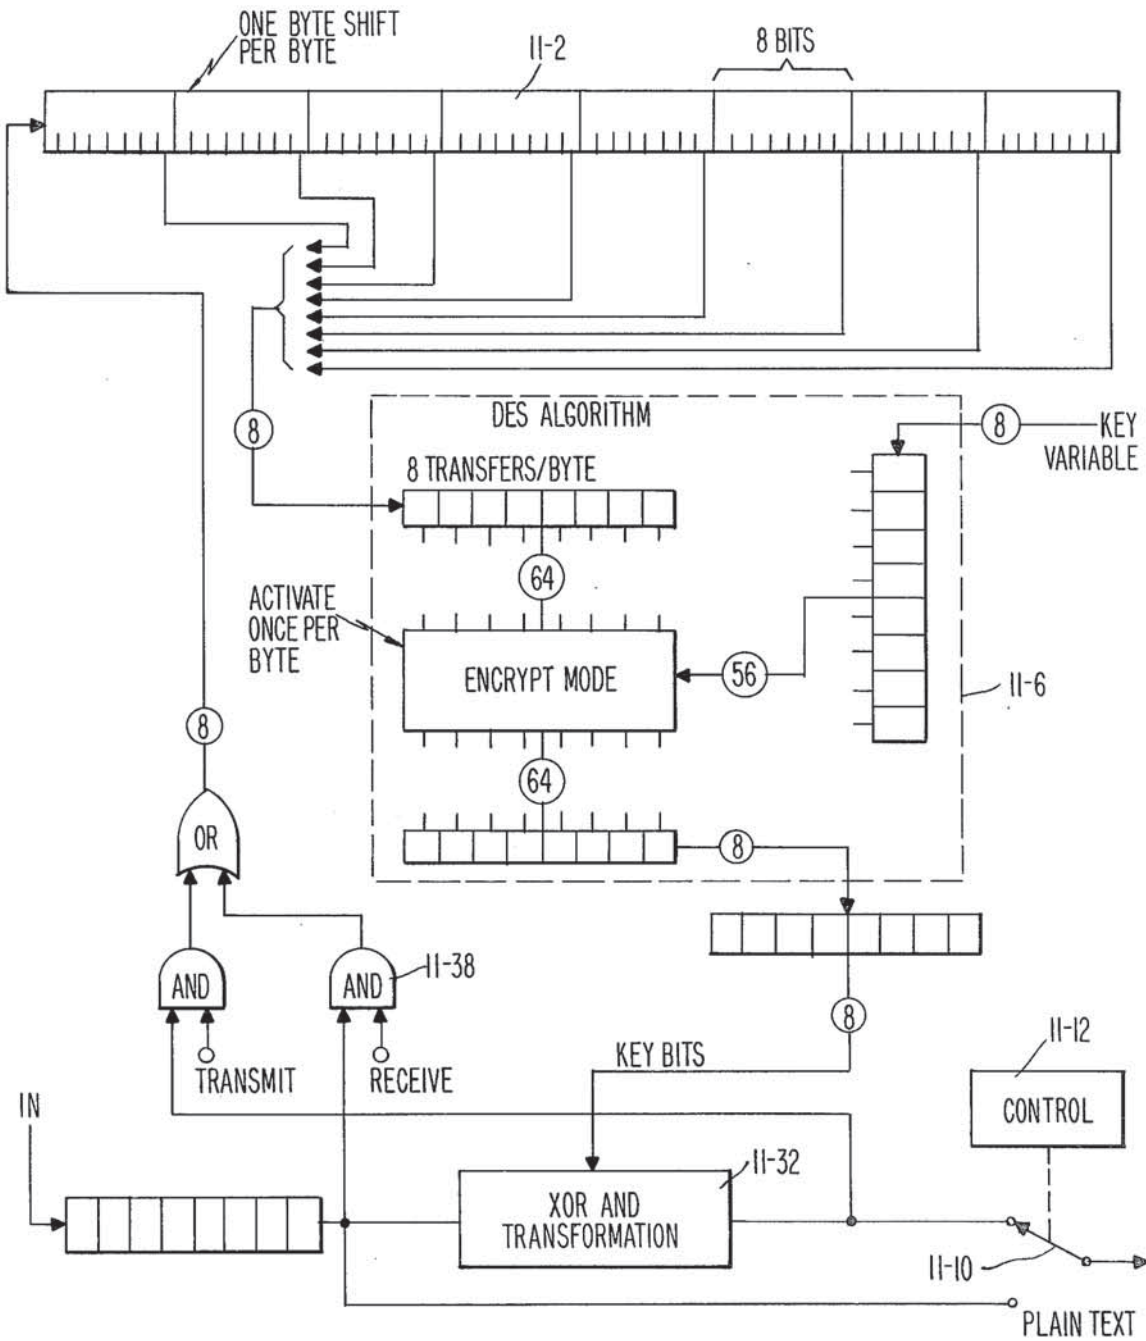 ONE BYTE SHIFT
PER BYTE
11-2
8 BITS
DES ALGORITHM
8
8
KEY
VARIABLE
8 TRANSFERS/BYTE
64
ACTIVATE
ONCE PER
BYTE
ENCRYPT MODE
56
11-6
8
64
OR
8
AND
AND
11-38
8
TRANSMIT
RECEIVE
KEY BITS
11-12
CONTROL
IN
11-32
XOR AND
TRANSFORMATION
11-10
PLAIN TEXT